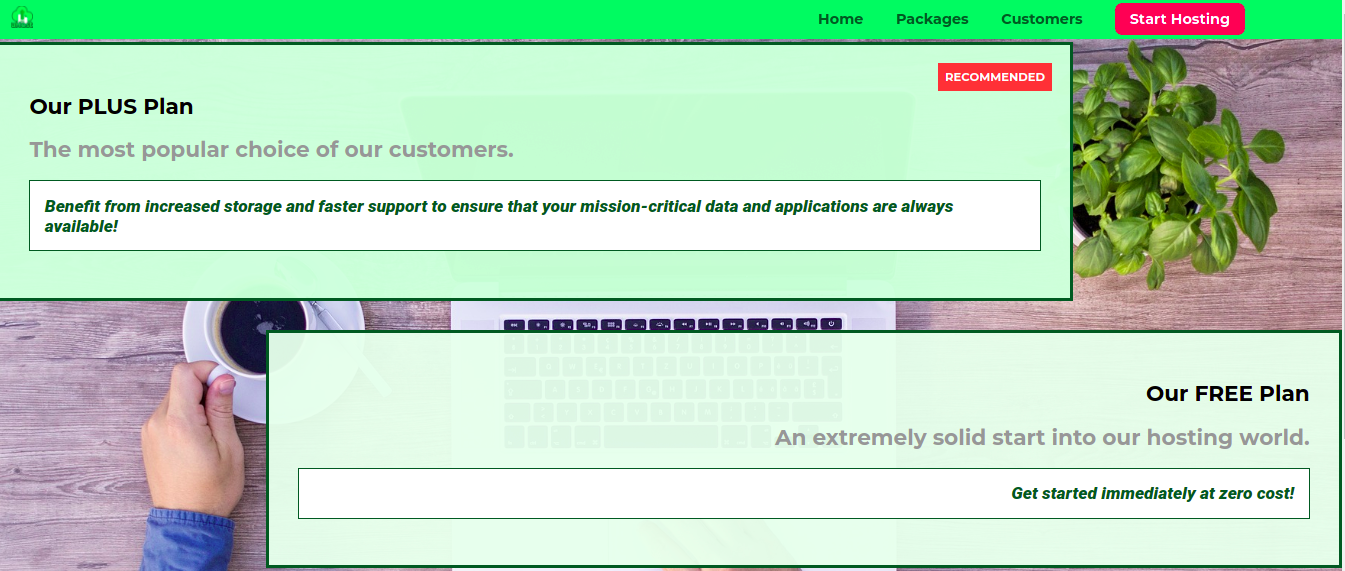 Home Packages Customers Start Hosting
RECOMMENDED
Our PLUS Plan
The most popular choice of our customers.
Benefit from increased storage and faster support to ensure that your mission-critical data and applications are always
available!
Our FREE Plan
An extremely solid start into our hosting world.
Get started immediately at zero cost!